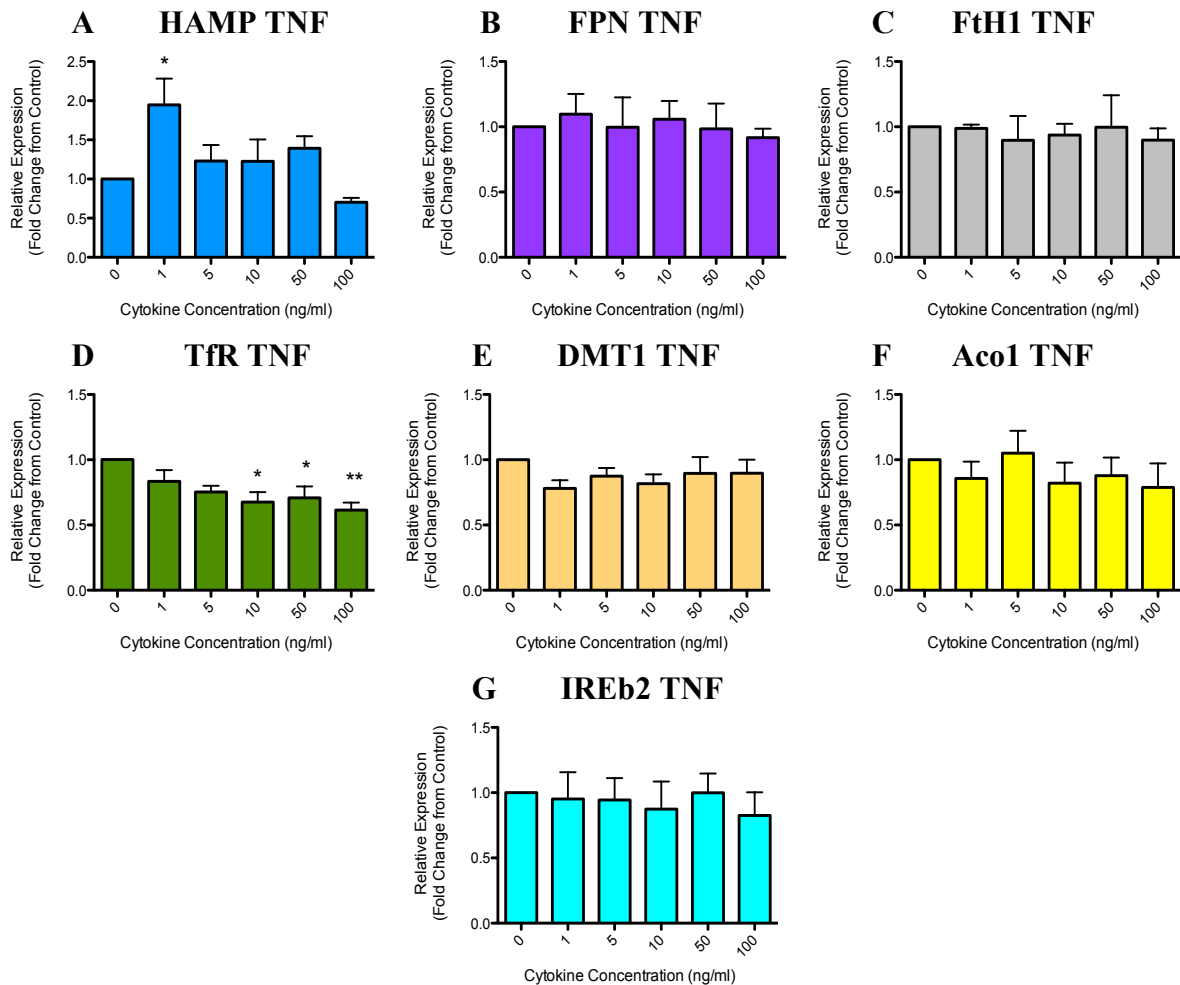 A HAMP TNF
Relative Expression
(Fold Change from Control)
2.5
2.0
1.5
1.0
0.5
0.0
*
0 1 5 10 50 100
Cytokine Concentration (ng/ml)
B FPN TNF
Relative Expression
(Fold Change from Control)
1.5
1.0
0.5
0.0
0 1 5 10 50 100
Cytokine Concentration (ng/ml)
C FtH1 TNF
Relative Expression
(Fold Change from Control)
1.5
1.0
0.5
0.0
0 1 5 10 50 100
Cytokine Concentration (ng/ml)
D TfR TNF
Relative Expression
(Fold Change from Control)
1.5
1.0
0.5
0.0
* * **
0 1 5 10 50 100
Cytokine Concentration (ng/ml)
E DMT1 TNF
Relative Expression
(Fold Change from Control)
1.5
1.0
0.5
0.0
0 1 5 10 50 100
Cytokine Concentration (ng/ml)
F Aco1 TNF
Relative Expression
(Fold Change from Control)
1.5
1.0
0.5
0.0
0 1 5 10 50 100
Cytokine Concentration (ng/ml)
G IREb2 TNF
Relative Expression
(Fold Change from Control)
1.5
1.0
0.5
0.0
0 1 5 10 50 100
Cytokine Concentration (ng/ml)